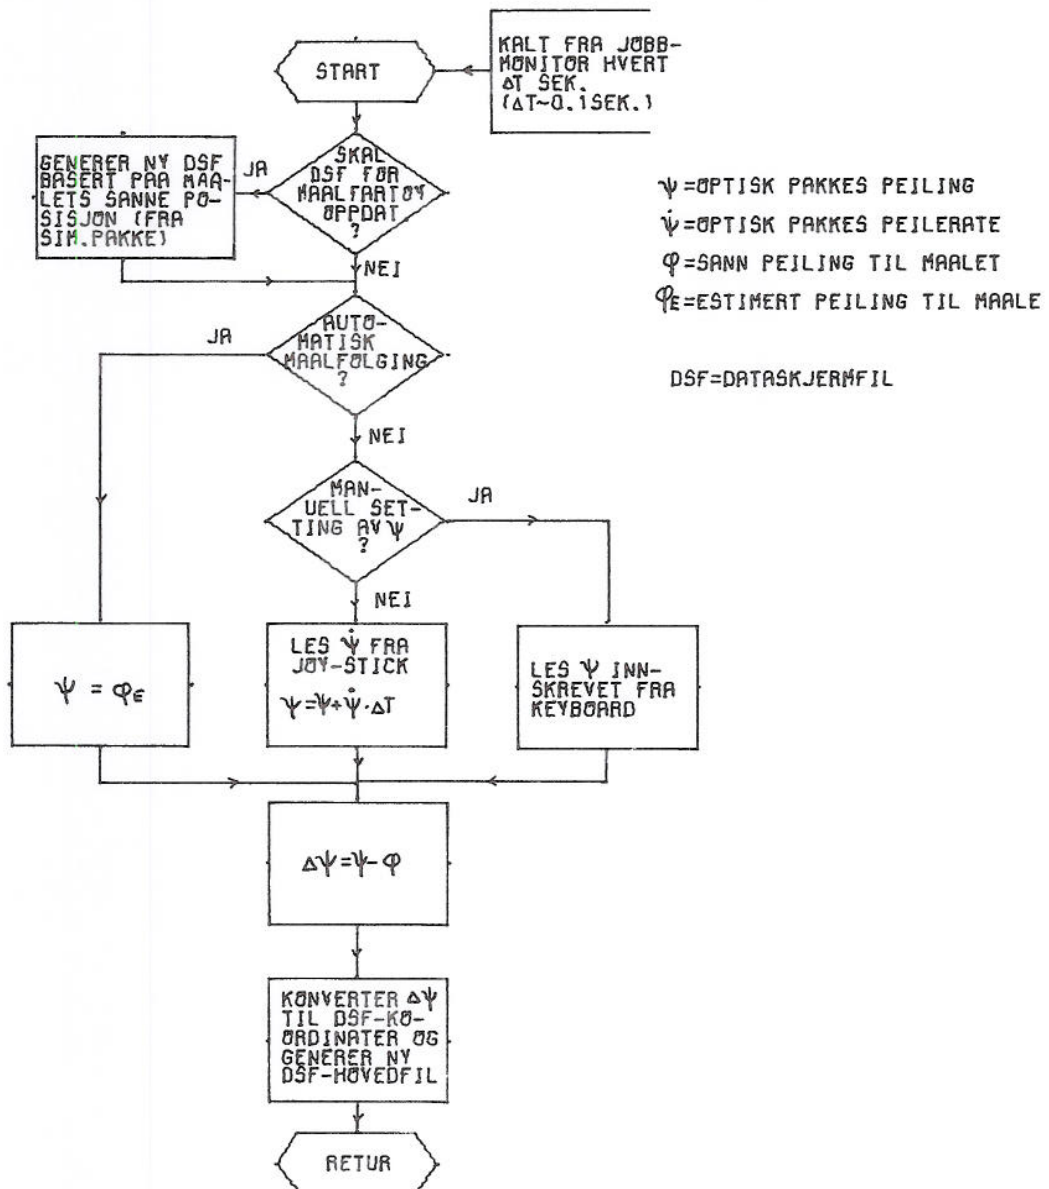 KALT FRA JOBB-
MONITOR HVERT
ΔT SEK.
(ΔT~0.1SEK.)
START
SKAL
DSF FOR
MAALFARTØY
OPPDAT
?
JA
GENERER NY DSF
BASERT PAA MAA-
LETS SANNE PO-
SISJON (FRA
SIM.PAKKE)
NEI
ψ=OPTISK PAKKES PEILING
ψ̇=OPTISK PAKKES PEILERATE
φ=SANN PEILING TIL MAALET
φE=ESTIMERT PEILING TIL MAALE
DSF=DATASKJERMFIL
AUTO-
MATISK
MAALFØLGING
?
JA
NEI
MAN-
UELL SET-
TING AV ψ
?
JA
NEI
ψ = φE
LES ψ̇ FRA
JOY-STICK
ψ=ψ+ψ̇·ΔT
LES ψ INN-
SKREVET FRA
KEYBOARD
Δψ=ψ-φ
KONVERTER Δψ
TIL DSF-KO-
ORDINATER OG
GENERER NY
DSF-HOVEDFIL
RETUR